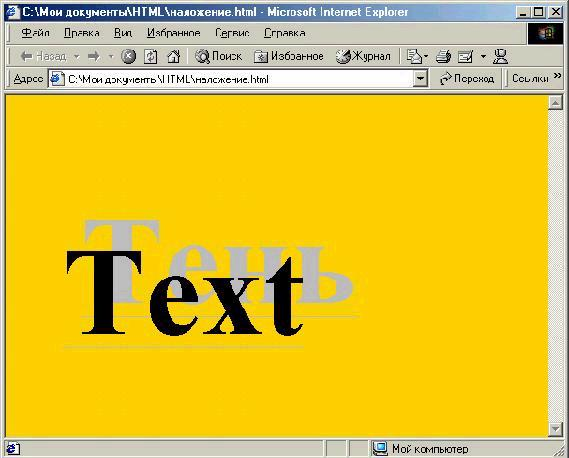 C:\Мои документы\HTML\наложение.html - Microsoft Internet Explorer
Файл Правка Вид Избранное Сервис Справка
Назад Поиск Избранное Журнал
Адрес C:\Мои документы\HTML\наложение.html Переход Ссылки »
Тень
Text
Мой компьютер